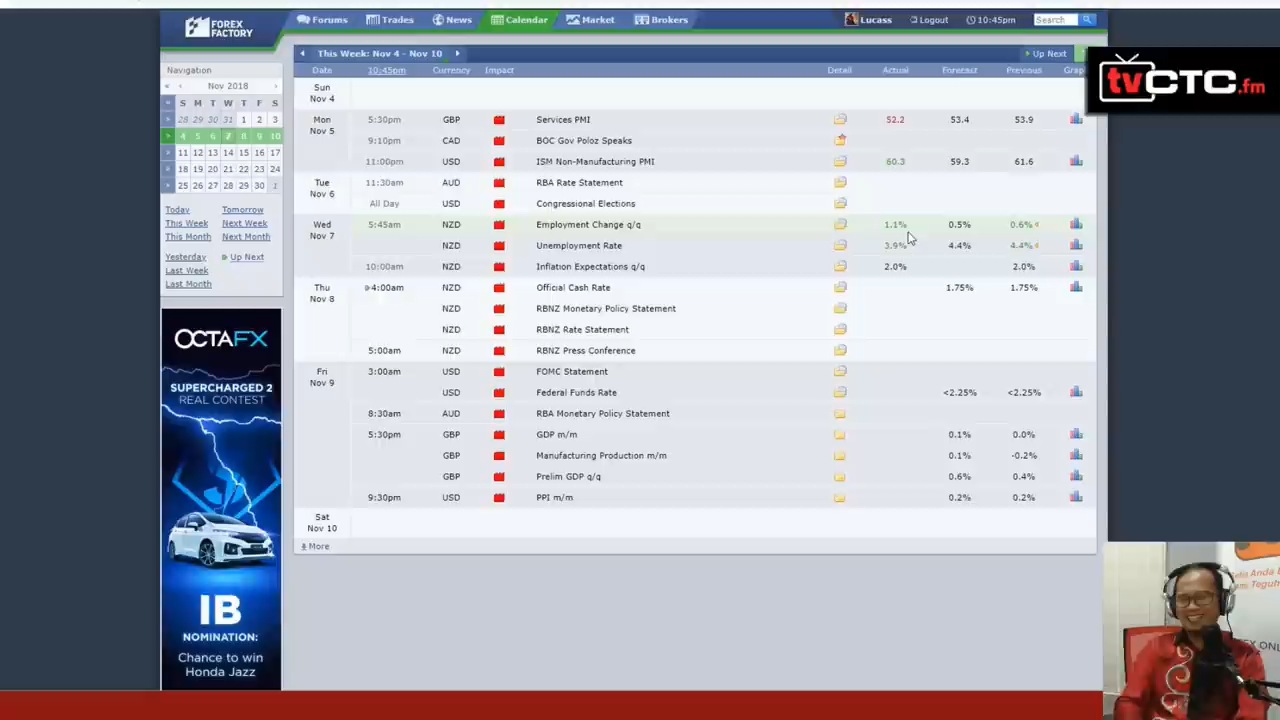 FOREX
FACTORY
Forums Trades News Calendar Market Brokers
Lucass Logout 10:45pm Search
tvCTC.fm
Navigation
Nov 2018
S M T W T F S
28 29 30 31 1 2 3
4 5 6 7 8 9 10
11 12 13 14 15 16 17
18 19 20 21 22 23 24
25 26 27 28 29 30 1
Today Tomorrow
This Week Next Week
This Month Next Month
Yesterday Up Next
Last Week
Last Month
OCTAFX
SUPERCHARGED 2
REAL CONTEST
IB
NOMINATION:
Chance to win
Honda Jazz
This Week: Nov 4 - Nov 10 Up Next
Date 10:45pm Currency Impact Detail Actual Forecast Previous
Sun
Nov 4
Mon
Nov 5
5:30pm GBP Services PMI 52.2 53.4 53.9
9:10pm CAD BOC Gov Poloz Speaks
11:00pm USD ISM Non-Manufacturing PMI 60.3 59.3 61.6
Tue
Nov 6
11:30am AUD RBA Rate Statement
All Day USD Congressional Elections
Wed
Nov 7
5:45am NZD Employment Change q/q 1.1% 0.5% 0.6%
NZD Unemployment Rate 3.9% 4.4% 4.4%
10:00am NZD Inflation Expectations q/q 2.0% 2.0%
Thu
Nov 8
4:00am NZD Official Cash Rate 1.75% 1.75%
NZD RBNZ Monetary Policy Statement
NZD RBNZ Rate Statement
5:00am NZD RBNZ Press Conference
Fri
Nov 9
3:00am USD FOMC Statement
USD Federal Funds Rate <2.25% <2.25%
8:30am AUD RBA Monetary Policy Statement
5:30pm GBP GDP m/m 0.1% 0.0%
GBP Manufacturing Production m/m 0.1% -0.2%
GBP Prelim GDP q/q 0.6% 0.4%
9:30pm USD PPI m/m 0.2% 0.2%
Sat
Nov 10
More